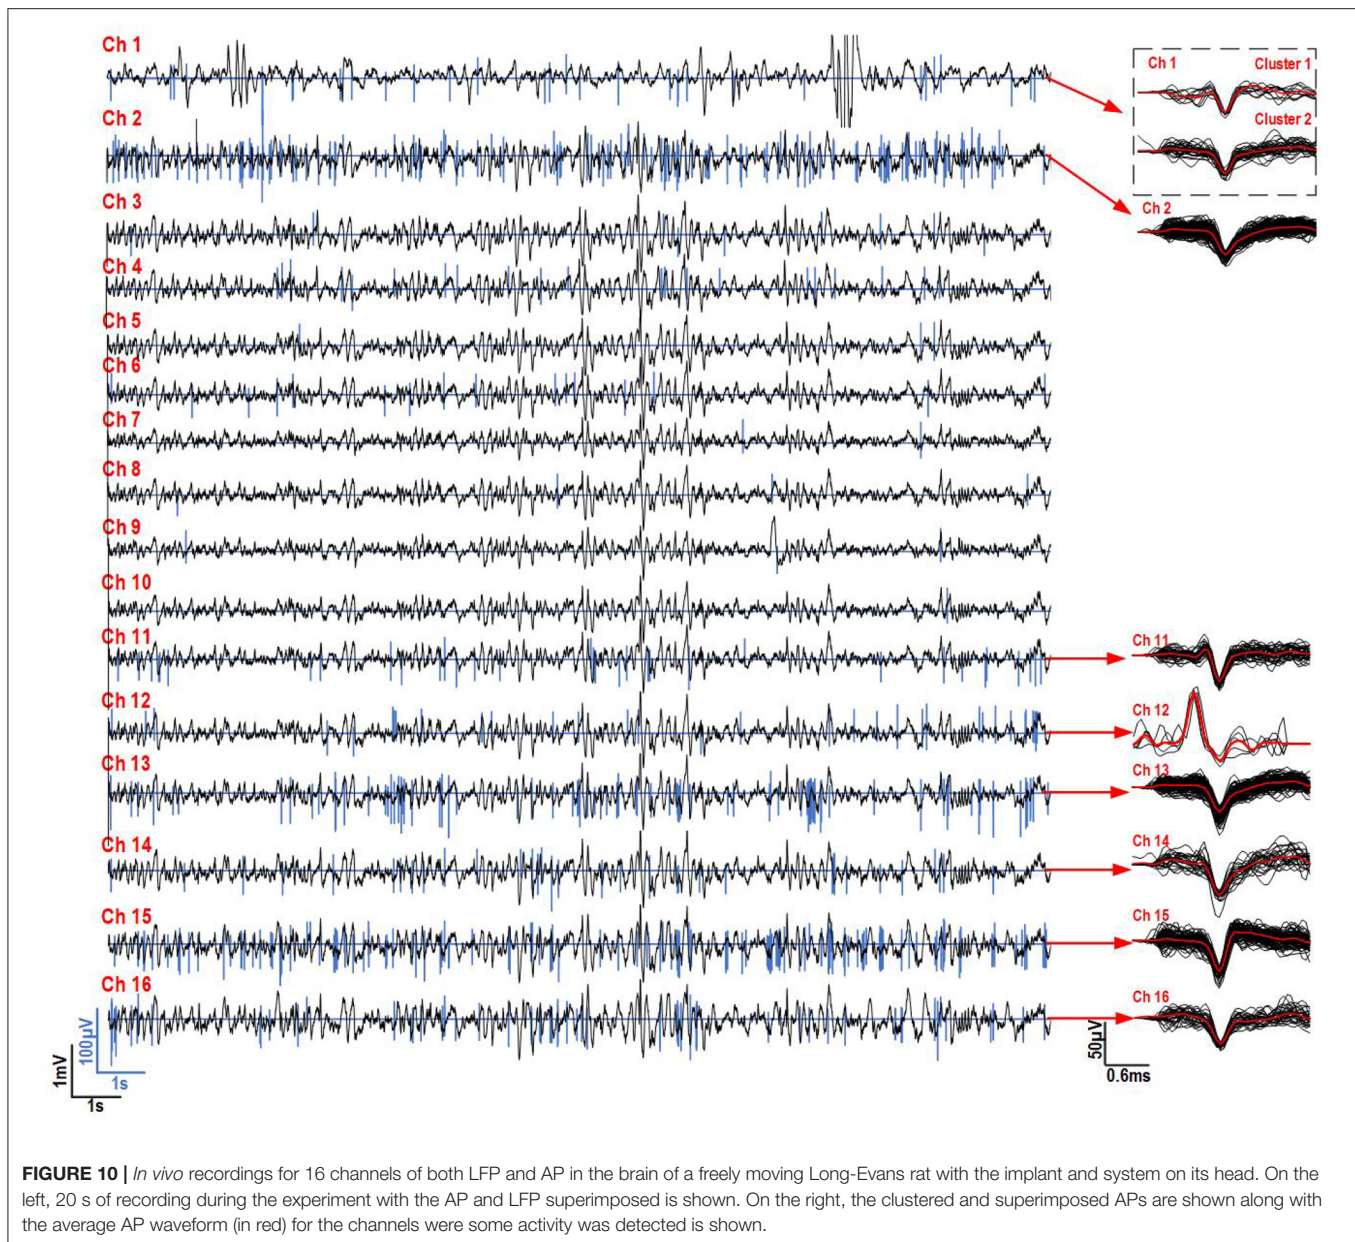 Ch 1
Ch 2
Ch 3
Ch 4
Ch 5
Ch 6
Ch 7
Ch 8
Ch 9
Ch 10
Ch 11
Ch 12
Ch 13
Ch 14
Ch 15
Ch 16
100µV
1s
1mV
1s
Ch 1 Cluster 1
Cluster 2
Ch 2
Ch 11
Ch 12
Ch 13
Ch 14
Ch 15
Ch 16
50µV
0.6ms
FIGURE 10 | In vivo recordings for 16 channels of both LFP and AP in the brain of a freely moving Long-Evans rat with the implant and system on its head. On the
left, 20 s of recording during the experiment with the AP and LFP superimposed is shown. On the right, the clustered and superimposed APs are shown along with
the average AP waveform (in red) for the channels were some activity was detected is shown.